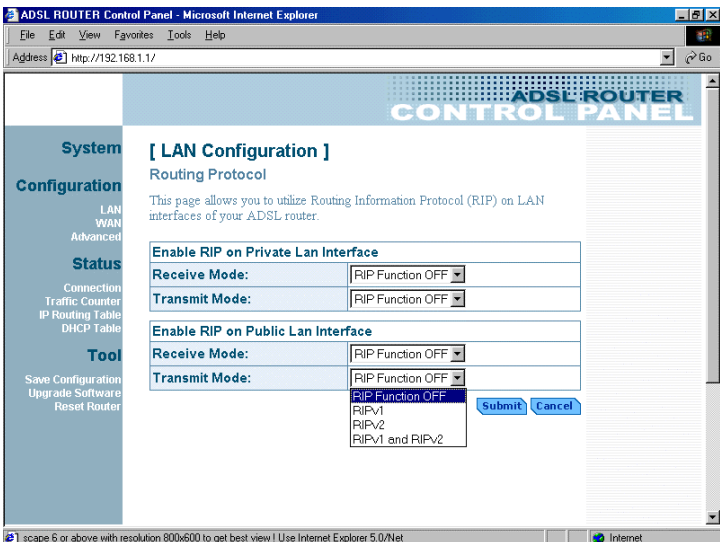 ADSL ROUTER Control Panel - Microsoft Internet Explorer
File Edit View Favorites Tools Help
Address http://192.168.1.1/ Go
ADSL ROUTER
CONTROL PANEL
System
Configuration
LAN
WAN
Advanced
Status
Connection
Traffic Counter
IP Routing Table
DHCP Table
Tool
Save Configuration
Upgrade Software
Reset Router
[ LAN Configuration ]
Routing Protocol
This page allows you to utilize Routing Information Protocol (RIP) on LAN
interfaces of your ADSL router.
Enable RIP on Private Lan Interface
Receive Mode: RIP Function OFF
Transmit Mode: RIP Function OFF
Enable RIP on Public Lan Interface
Receive Mode: RIP Function OFF
Transmit Mode: RIP Function OFF
RIP Function OFF
RIPv1
RIPv2
RIPv1 and RIPv2
Submit Cancel
scape 6 or above with resolution 800x600 to get best view ! Use Internet Explorer 5.0/Net
Internet